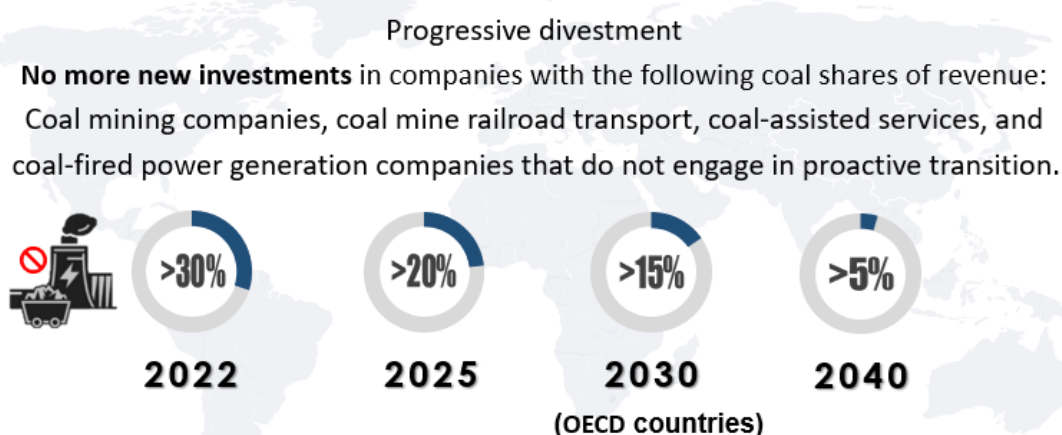 Progressive divestment
No more new investments in companies with the following coal shares of revenue:
Coal mining companies, coal mine railroad transport, coal-assisted services, and
coal-fired power generation companies that do not engage in proactive transition.
>30% >20% >15% >5%
2022 2025 2030 2040
(OECD countries)